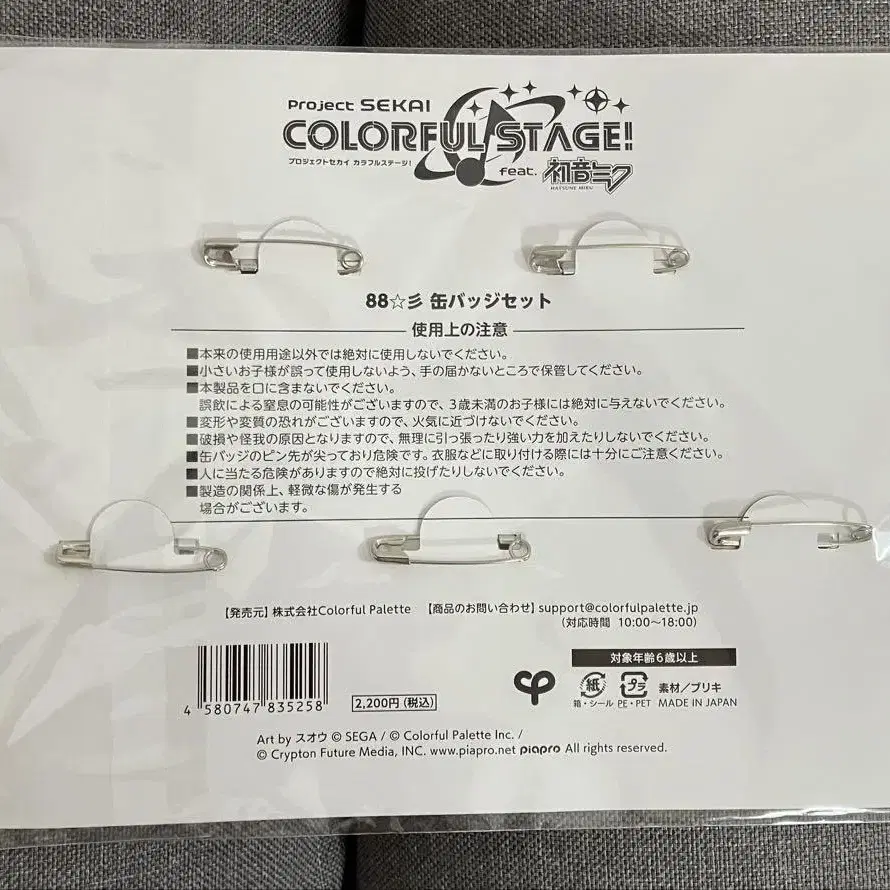 Project SEKAI
COLORFUL STAGE!
プロジェクトセカイ カラフルステージ！
feat. 初音ミク
HATSUNE MIKU
88☆彡 缶バッジセット
使用上の注意
■本来の使用用途以外では絶対に使用しないでください。
■小さいお子様が誤って使用しないよう、手の届かないところで保管してください。
■本製品を口に含まないでください。
誤飲による窒息の可能性がございますので、3歳未満のお子様には絶対に与えないでください。
■変形や変質の恐れがございますので、火気に近づけないでください。
■破損や怪我の原因となりますので、無理に引っ張ったり強い力を加えたりしないでください。
■缶バッジのピン先が尖っており危険です。衣服などに取り付ける際には十分にご注意ください。
■人に当たる危険がありますので絶対に投げたりしないでください。
■製造の関係上、軽微な傷が発生する
場合がございます。
【発売元】株式会社Colorful Palette 【商品のお問い合わせ】support@colorfulpalette.jp
(対応時間 10:00〜18:00)
対象年齢6歳以上
4 580747 835258
2,200円(税込)
紙
箱・シール
プラ
PE・PET
素材／ブリキ
MADE IN JAPAN
Art by スオウ © SEGA / © Colorful Palette Inc. /
© Crypton Future Media, INC. www.piapro.net piapro All rights reserved.